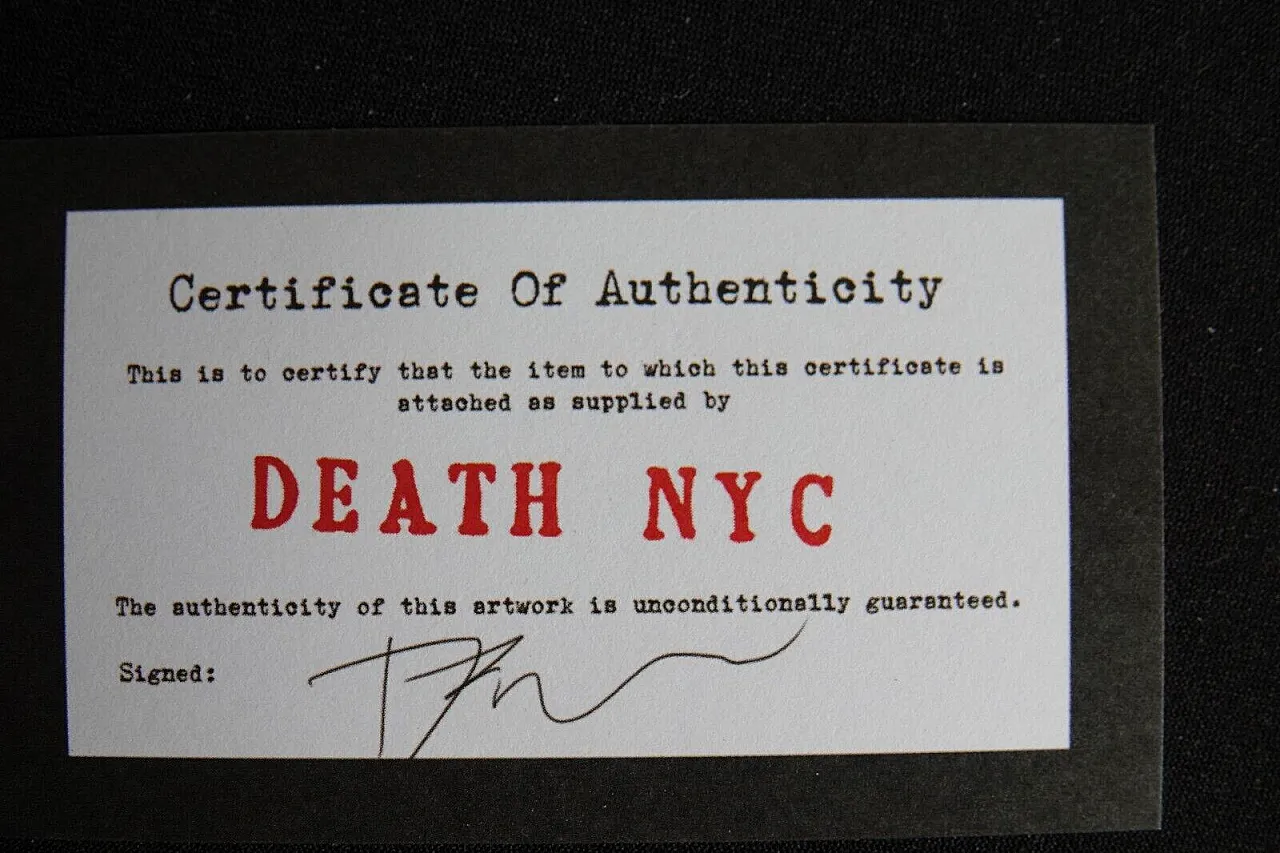 Certificate Of Authenticity
This is to certify that the item to which this certificate is
attached as supplied by
DEATH NYC
The authenticity of this artwork is unconditionally guaranteed.
Signed: